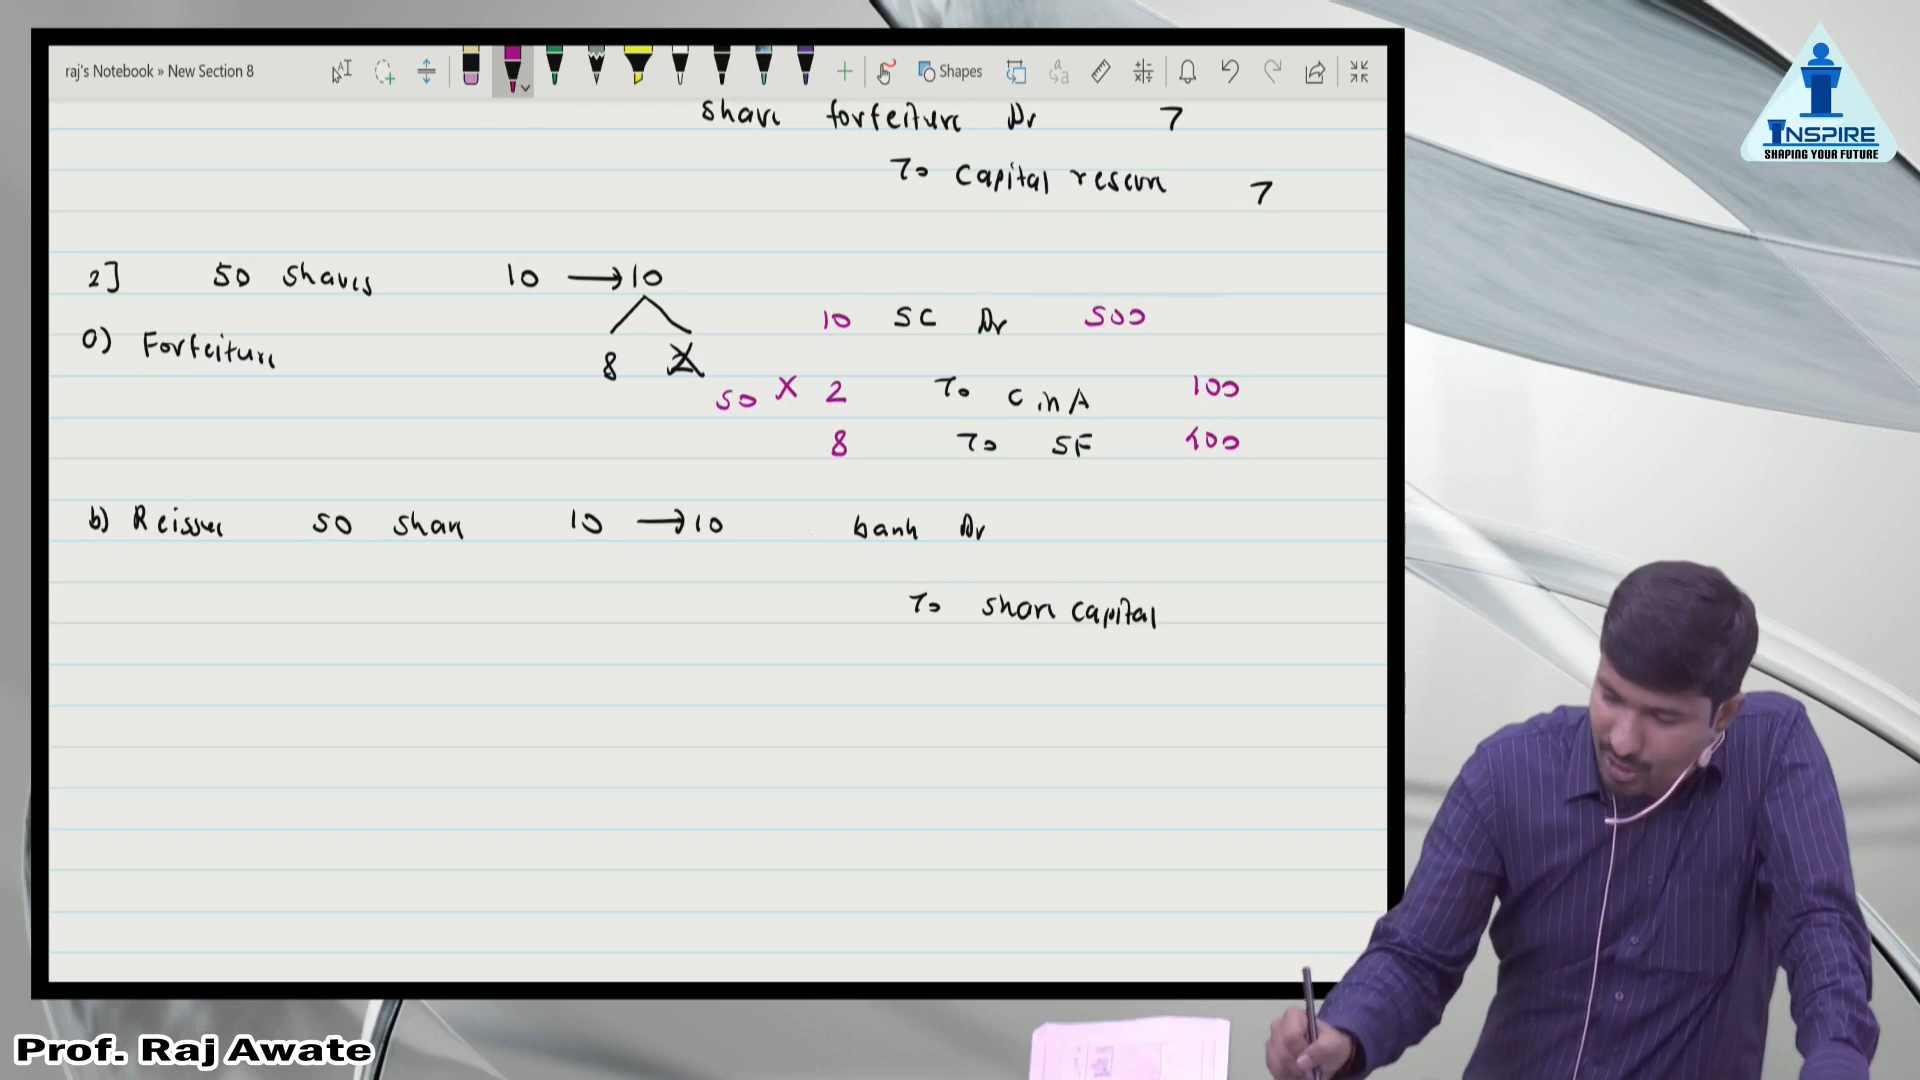 raj's Notebook » New Section 8
Shapes
INSPIRE
SHAPING YOUR FUTURE
share forfeiture Dr 7
To Capital reserve 7
2] 50 shares 10 → 10
8 2
a) Forfeiture
10 SC Dr 500
50 X 2 To C in A 100
8 To SF 400
b) Reissue 50 share 10 → 10 bank Dr
To share capital
Prof. Raj Awate